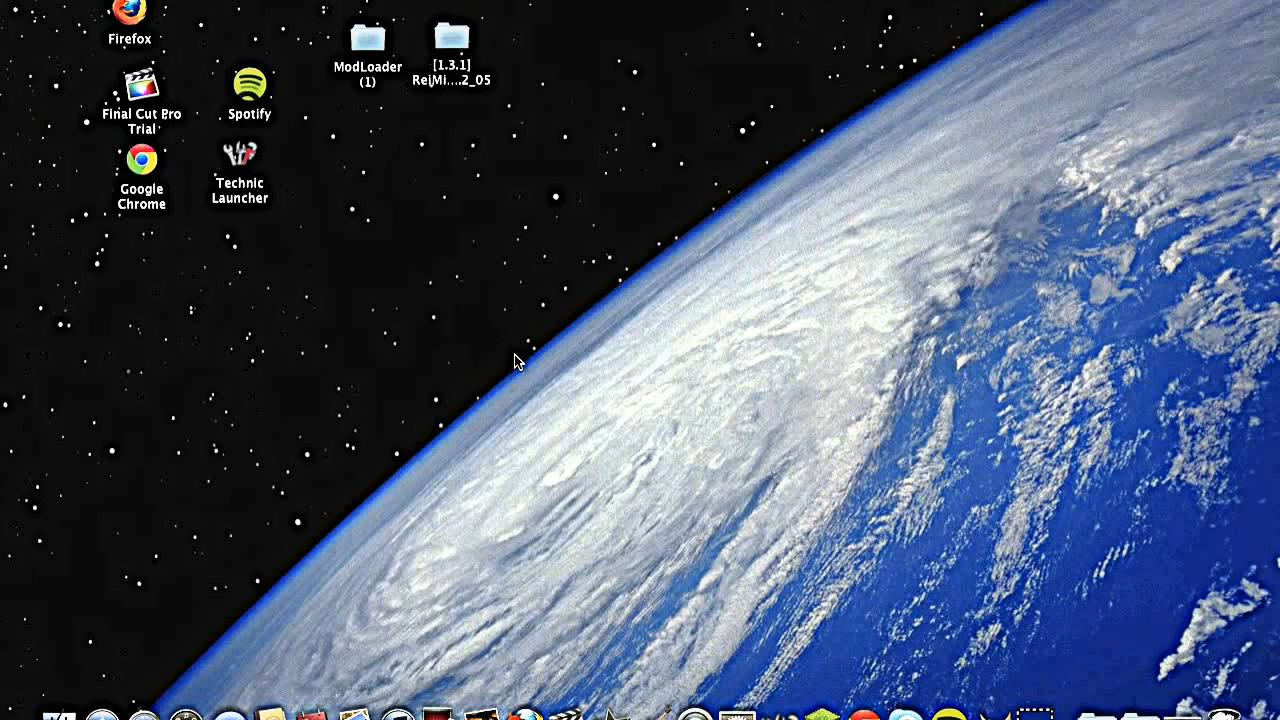 Firefox
ModLoader
(1)
[1.3.1]
ReiMi....2_05
Final Cut Pro
Trial
Spotify
Google
Chrome
Technic
Launcher